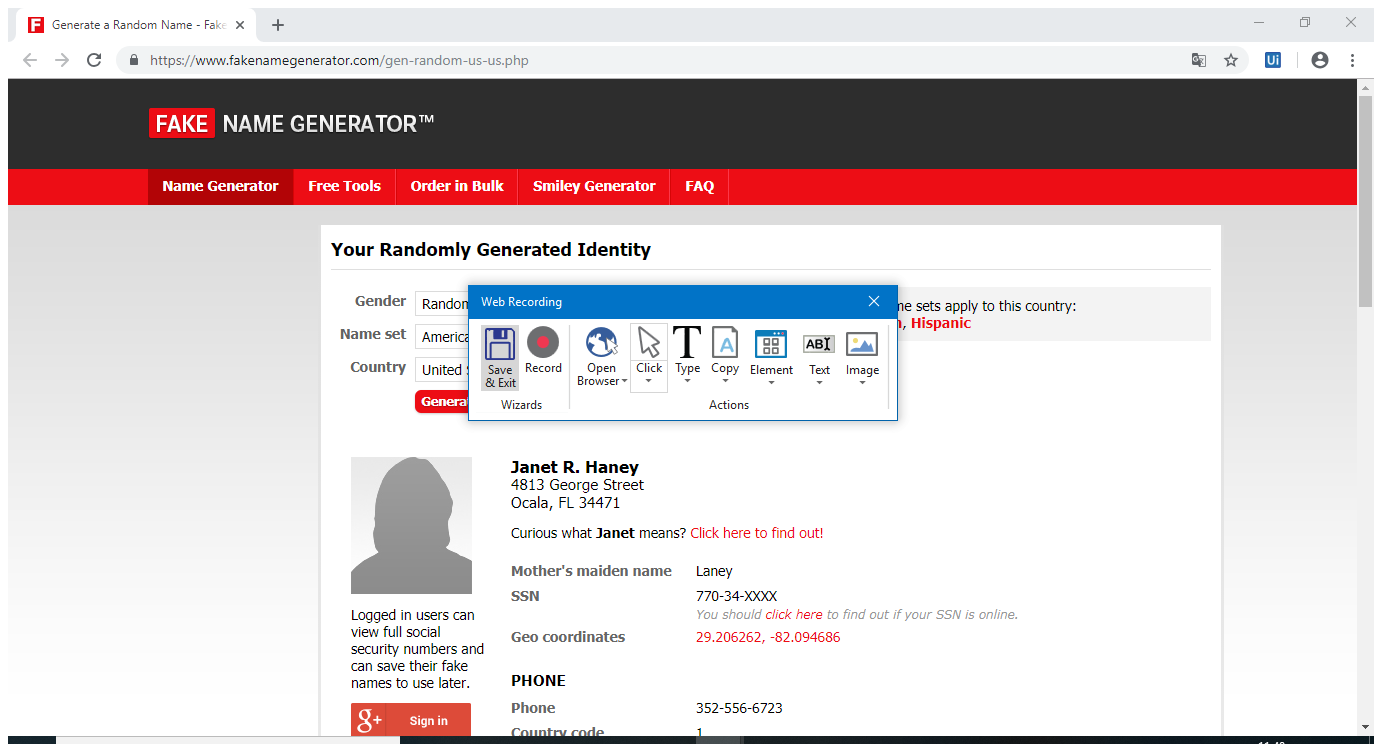 Generate a Random Name - Fake
https://www.fakenamegenerator.com/gen-random-us-us.php
Ui
FAKE NAME GENERATOR™
Name Generator Free Tools Order in Bulk Smiley Generator FAQ
Your Randomly Generated Identity
Gender Random
me sets apply to this country:
, Hispanic
Name set America
Country United
Genera
Web Recording
Save & Exit
Record
Open Browser
Click
Type
Copy
Element
Text
Image
Wizards
Actions
Janet R. Haney
4813 George Street
Ocala, FL 34471
Curious what Janet means? Click here to find out!
Mother's maiden name Laney
SSN 770-34-XXXX
You should click here to find out if your SSN is online.
Geo coordinates 29.206262, -82.094686
Logged in users can
view full social
security numbers and
can save their fake
names to use later.
g+ Sign in
PHONE
Phone 352-556-6723
Country code 1